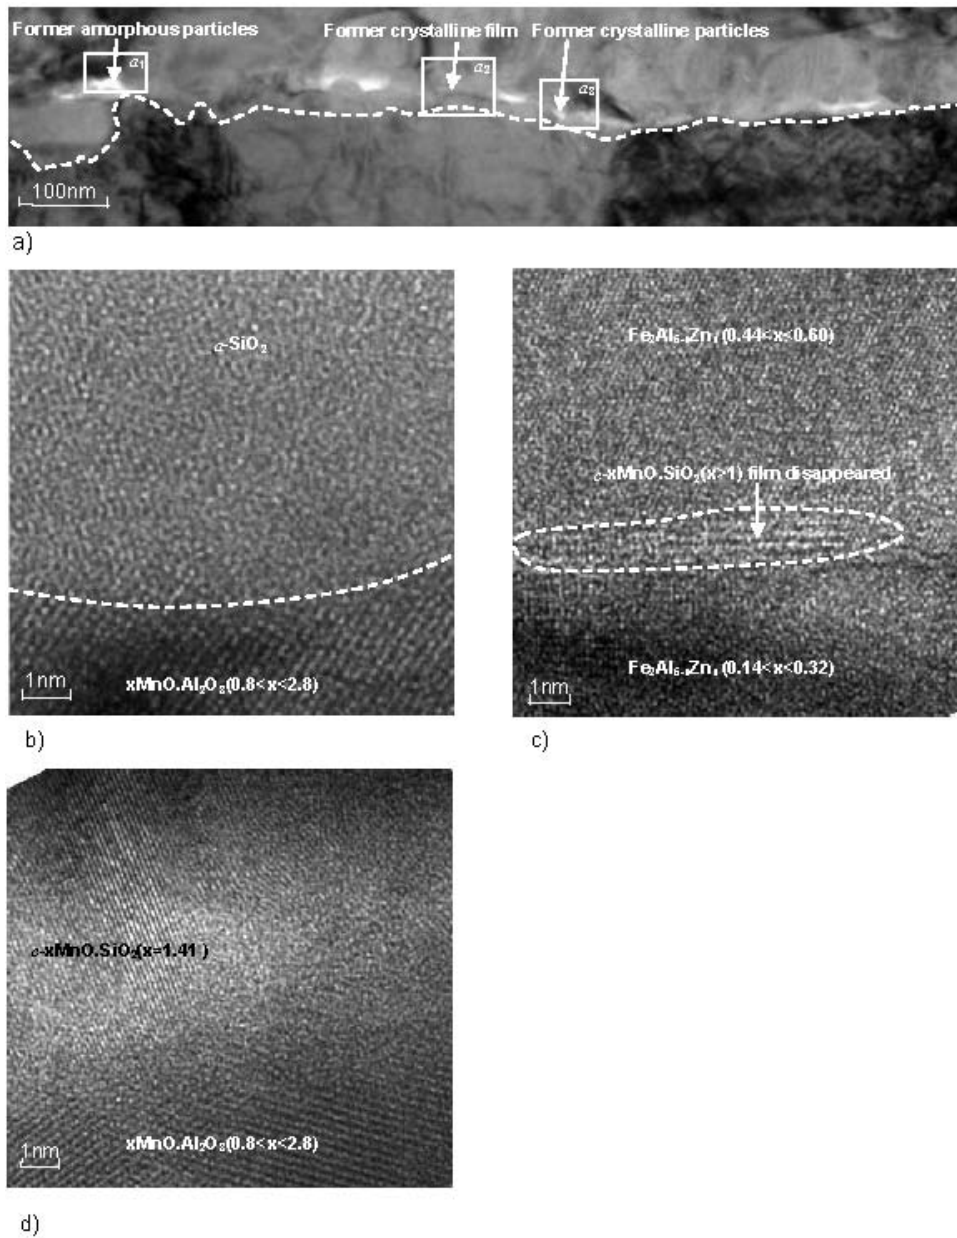 Former amorphous particles Former crystalline film Former crystalline particles
a₁ a₂ a₃
100nm
a)
a-SiO₂
1nm
xMnO.Al₂O₃(0.8<x<2.8)
b)
Fe₂Al₅₋ₓZnₓ(0.44<x<0.60)
c-xMnO.SiO₂(x>1) film disappeared
Fe₂Al₅₋ₓZnₓ(0.14<x<0.32)
1nm
c)
c-xMnO.SiO₂(x=1.41 )
xMnO.Al₂O₃(0.8<x<2.8)
1nm
d)